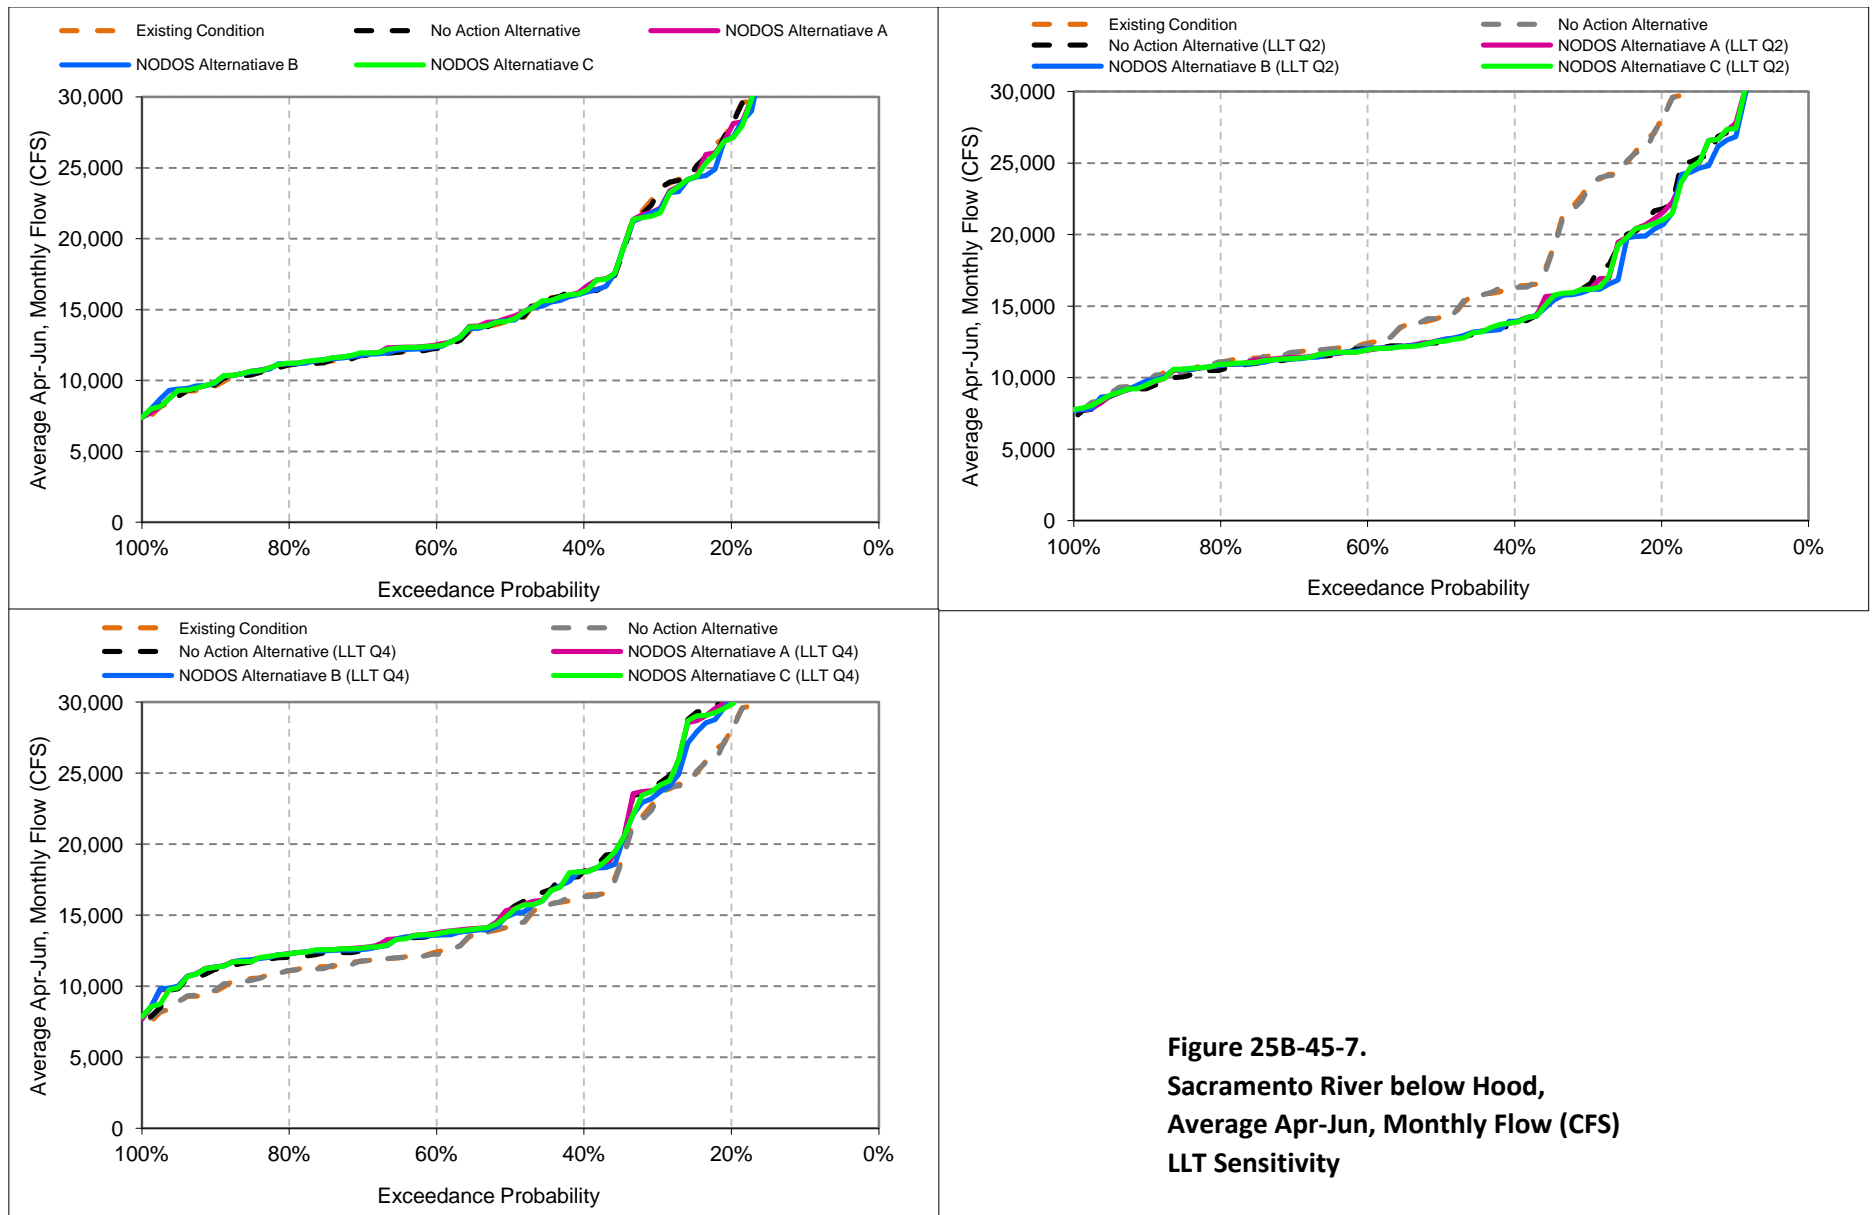 Existing Condition
No Action Alternative
NODOS Alternatiave A
NODOS Alternatiave B
NODOS Alternatiave C
30,000
25,000
20,000
15,000
10,000
5,000
0
Average Apr-Jun, Monthly Flow (CFS)
100% 80% 60% 40% 20% 0%
Exceedance Probability
Existing Condition
No Action Alternative
No Action Alternative (LLT Q2)
NODOS Alternatiave A (LLT Q2)
NODOS Alternatiave B (LLT Q2)
NODOS Alternatiave C (LLT Q2)
30,000
25,000
20,000
15,000
10,000
5,000
0
Average Apr-Jun, Monthly Flow (CFS)
100% 80% 60% 40% 20% 0%
Exceedance Probability
Existing Condition
No Action Alternative
No Action Alternative (LLT Q4)
NODOS Alternatiave A (LLT Q4)
NODOS Alternatiave B (LLT Q4)
NODOS Alternatiave C (LLT Q4)
30,000
25,000
20,000
15,000
10,000
5,000
0
Average Apr-Jun, Monthly Flow (CFS)
100% 80% 60% 40% 20% 0%
Exceedance Probability
Figure 25B-45-7.
Sacramento River below Hood,
Average Apr-Jun, Monthly Flow (CFS)
LLT Sensitivity